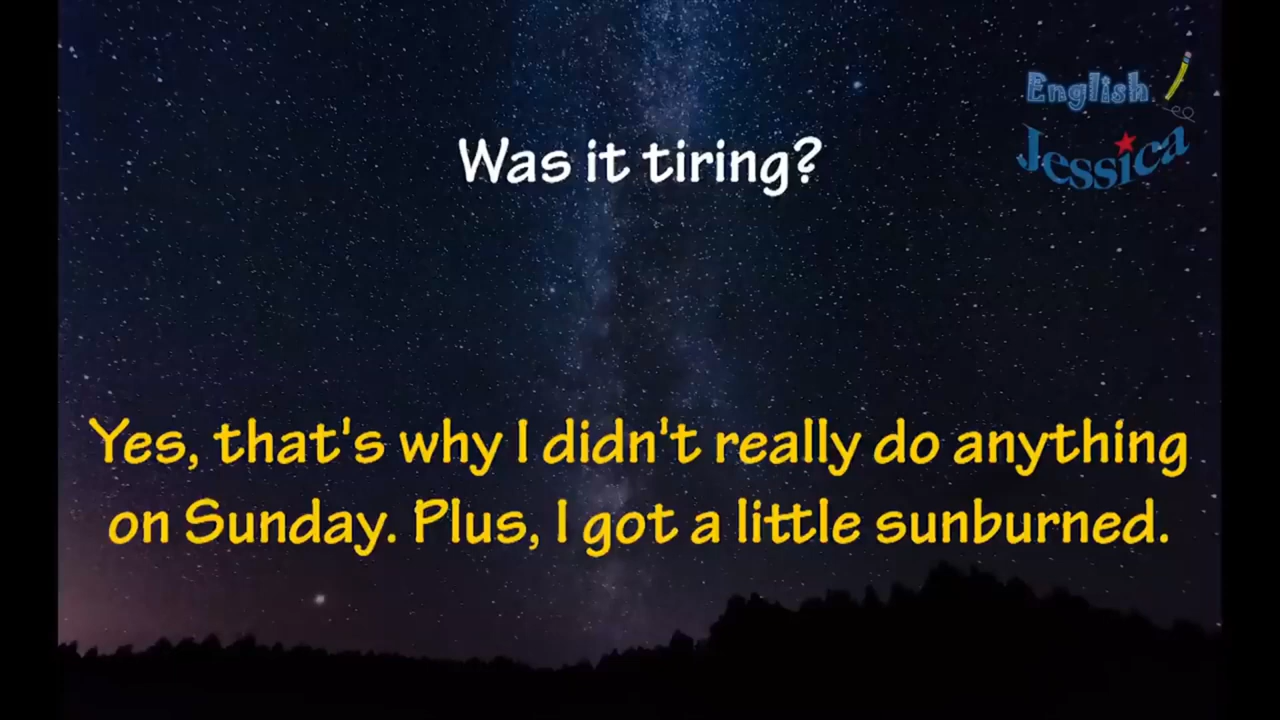 English
Jessica
Was it tiring?
Yes, that's why I didn't really do anything
on Sunday. Plus, I got a little sunburned.